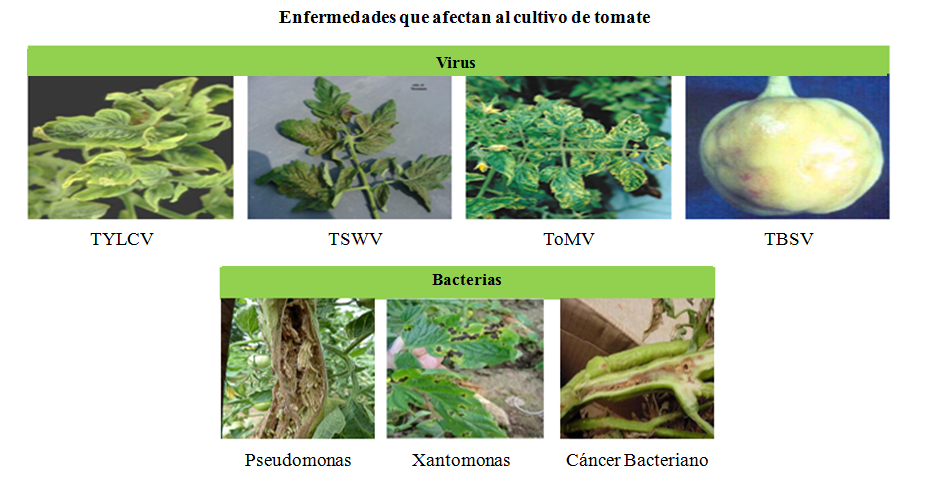 Enfermedades que afectan al cultivo de tomate
Virus
TYLCV
TSWV
ToMV
TBSV
Bacterias
Pseudomonas
Xantomonas
Cáncer Bacteriano